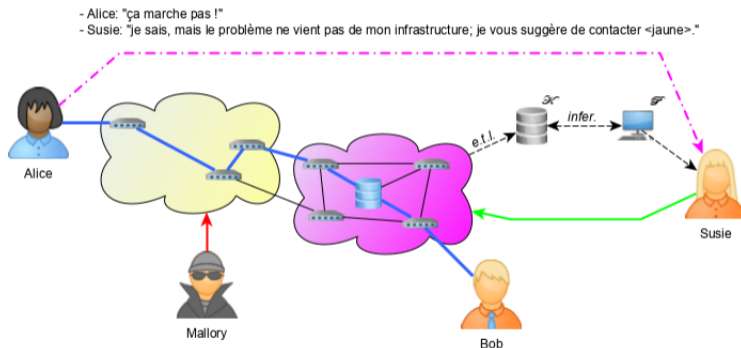 - Alice: "ça marche pas !"
- Susie: "je sais, mais le problème ne vient pas de mon infrastructure; je vous suggère de contacter <jaune>."
𝒦
infer.
ℱ
e.t.l.
Alice
Susie
Mallory
Bob